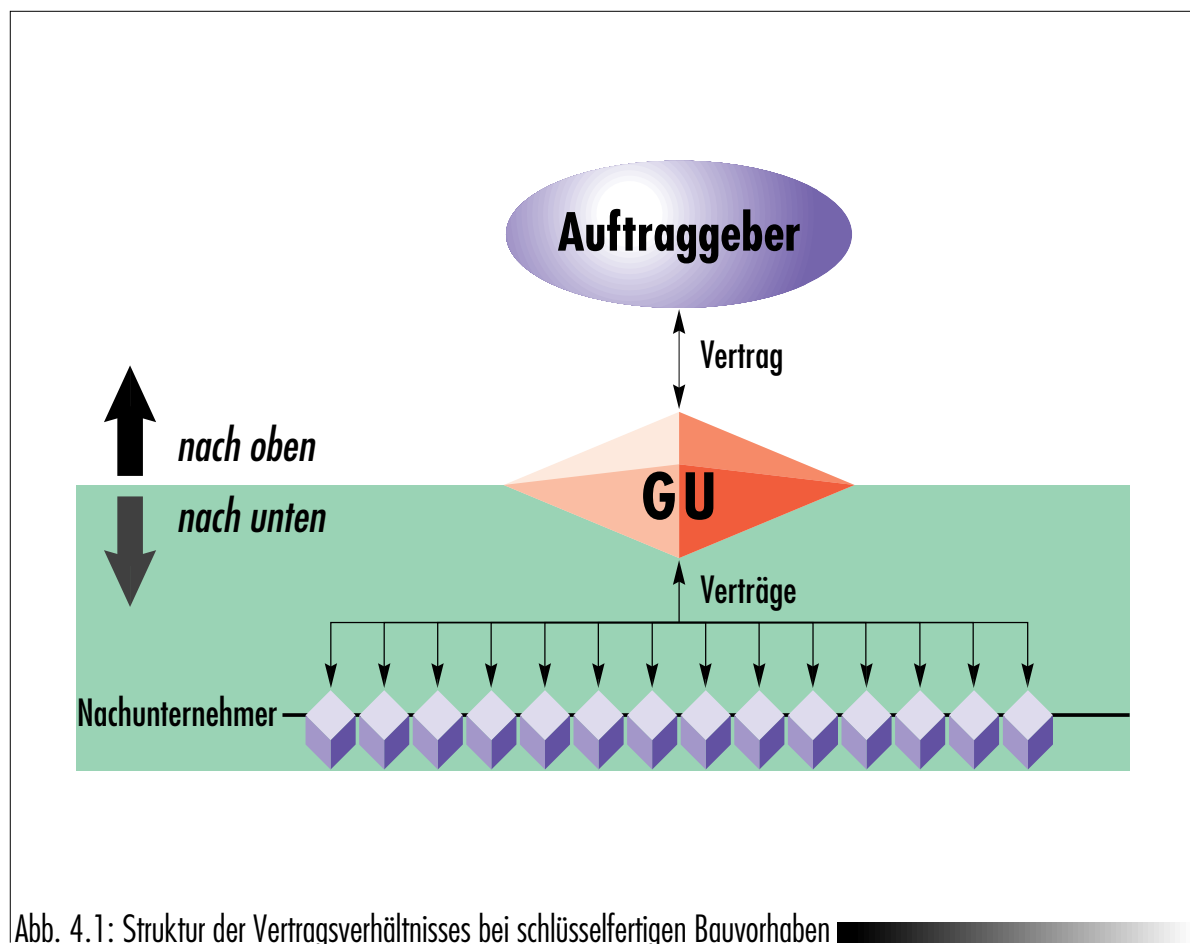 Auftraggeber
Vertrag
nach oben
GU
nach unten
Verträge
Nachunternehmer
Abb. 4.1: Struktur der Vertragsverhältnisses bei schlüsselfertigen Bauvorhaben